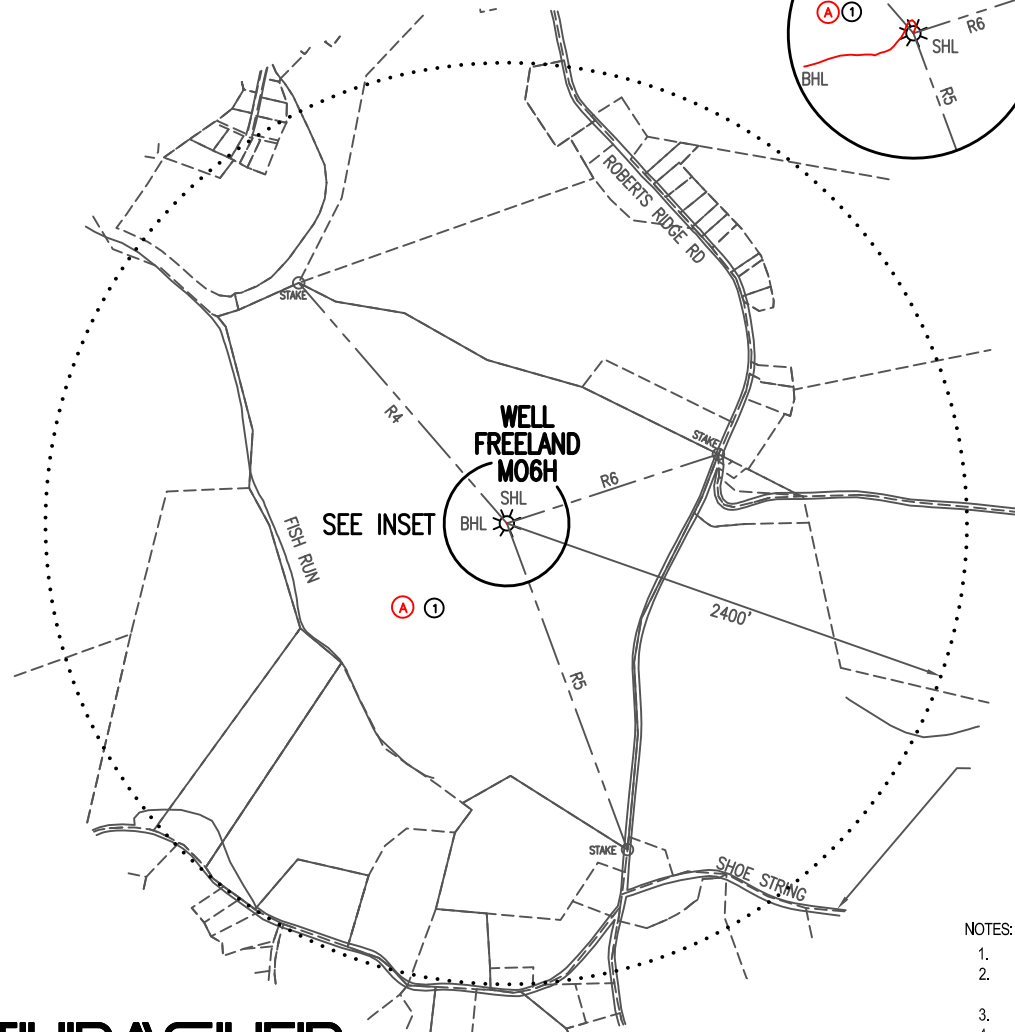 A 1
SHL
R6
BHL
R5
ROBERTS RIDGE RD
STAKE
R4
WELL
FREELAND
M06H
STAKE
R6
SHL
SEE INSET
BHL
FISH RUN
A 1
2400'
R5
STAKE
SHOE STRING
NOTES:
1.
2.
3.